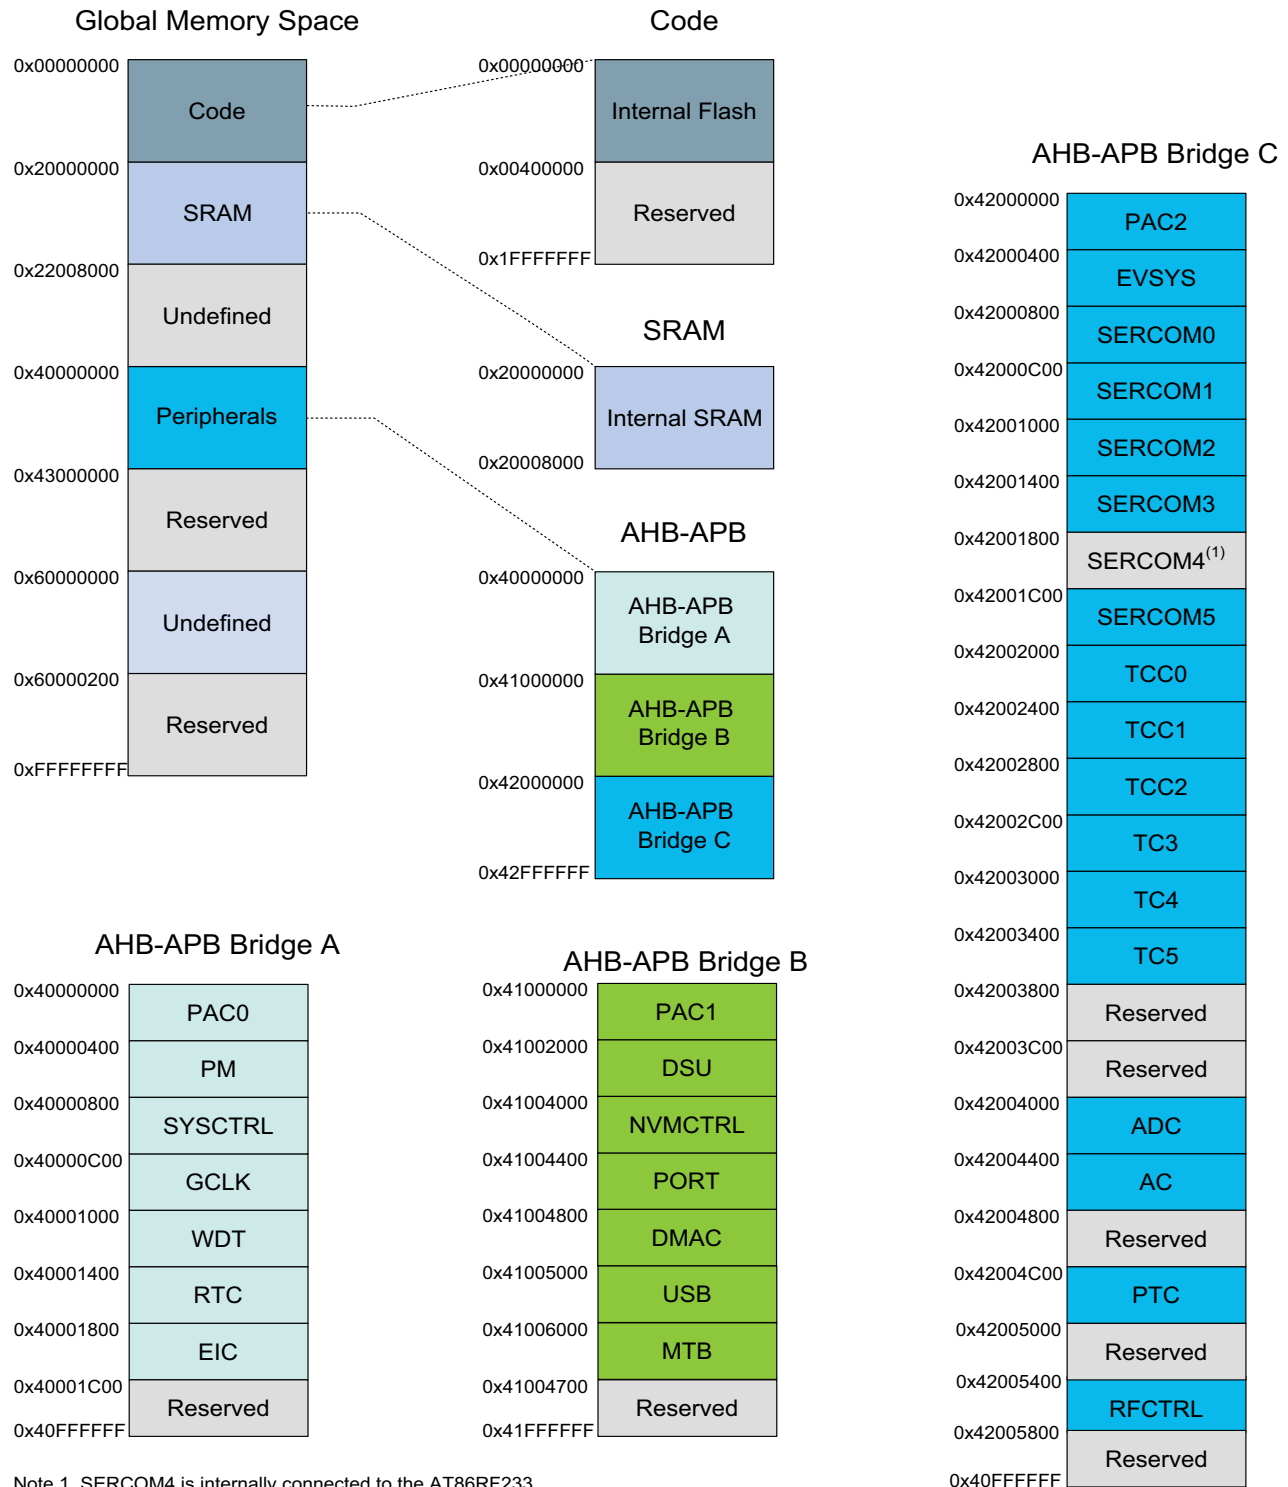 Global Memory Space
0x00000000
Code
0x20000000
SRAM
0x22008000
Undefined
0x40000000
Peripherals
0x43000000
Reserved
0x60000000
Undefined
0x60000200
Reserved
0xFFFFFFFF
Code
0x00000000
Internal Flash
0x00400000
Reserved
0x1FFFFFFF
SRAM
0x20000000
Internal SRAM
0x20008000
AHB-APB
0x40000000
AHB-APB
Bridge A
0x41000000
AHB-APB
Bridge B
0x42000000
AHB-APB
Bridge C
0x42FFFFFF
AHB-APB Bridge A
0x40000000
PAC0
0x40000400
PM
0x40000800
SYSCTRL
0x40000C00
GCLK
0x40001000
WDT
0x40001400
RTC
0x40001800
EIC
0x40001C00
Reserved
0x40FFFFFF
AHB-APB Bridge B
0x41000000
PAC1
0x41002000
DSU
0x41004000
NVMCTRL
0x41004400
PORT
0x41004800
DMAC
0x41005000
USB
0x41006000
MTB
0x41004700
Reserved
0x41FFFFFF
AHB-APB Bridge C
0x42000000
PAC2
0x42000400
EVSYS
0x42000800
SERCOM0
0x42000C00
SERCOM1
0x42001000
SERCOM2
0x42001400
SERCOM3
0x42001800
SERCOM4(1)
0x42001C00
SERCOM5
0x42002000
TCC0
0x42002400
TCC1
0x42002800
TCC2
0x42002C00
TC3
0x42003000
TC4
0x42003400
TC5
0x42003800
Reserved
0x42003C00
Reserved
0x42004000
ADC
0x42004400
AC
0x42004800
Reserved
0x42004C00
PTC
0x42005000
Reserved
0x42005400
RFCTRL
0x42005800
Reserved
0x40FFFFFF
Note 1. SERCOM4 is internally connected to the AT86RF233